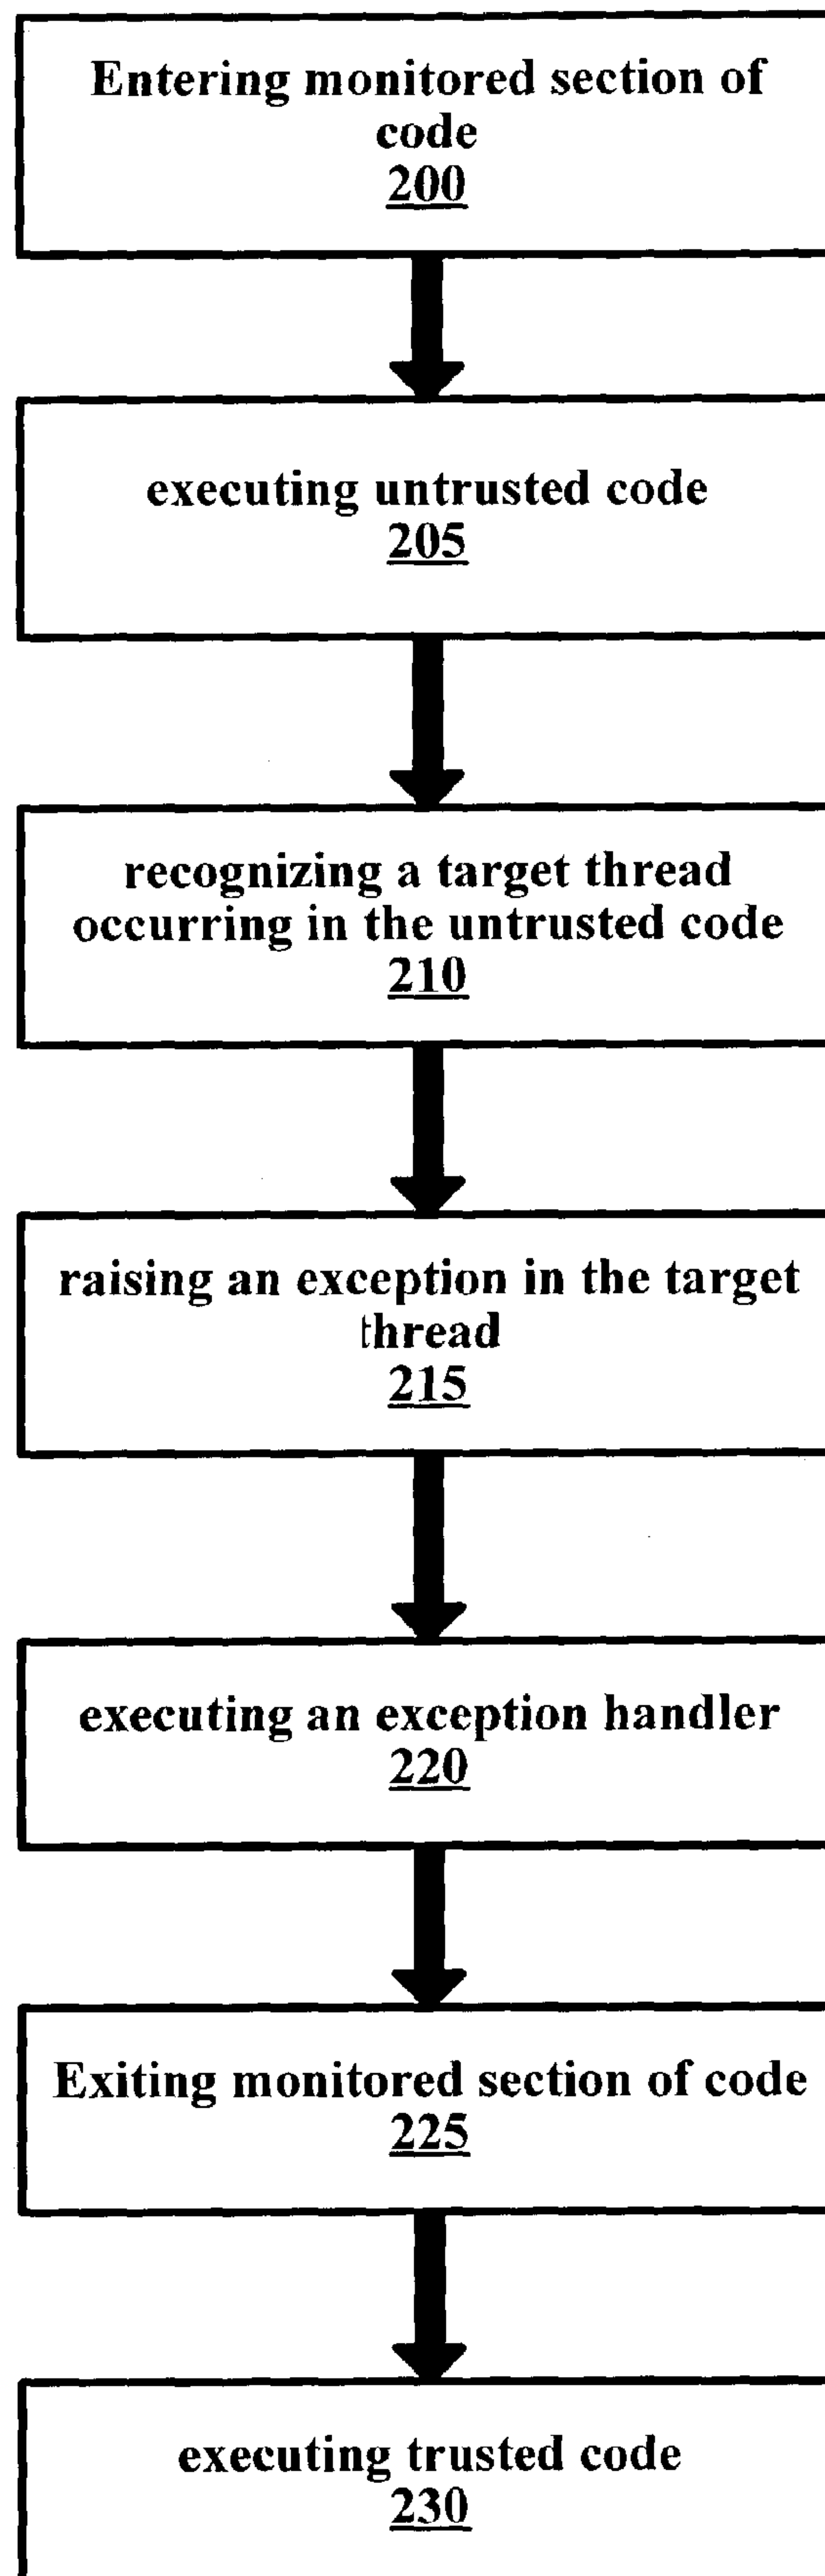 Entering monitored section of
code
200
executing untrusted code
205
recognizing a target thread
occurring in the untrusted code
210
raising an exception in the target
thread
215
executing an exception handler
220
Exiting monitored section of code
225
executing trusted code
230